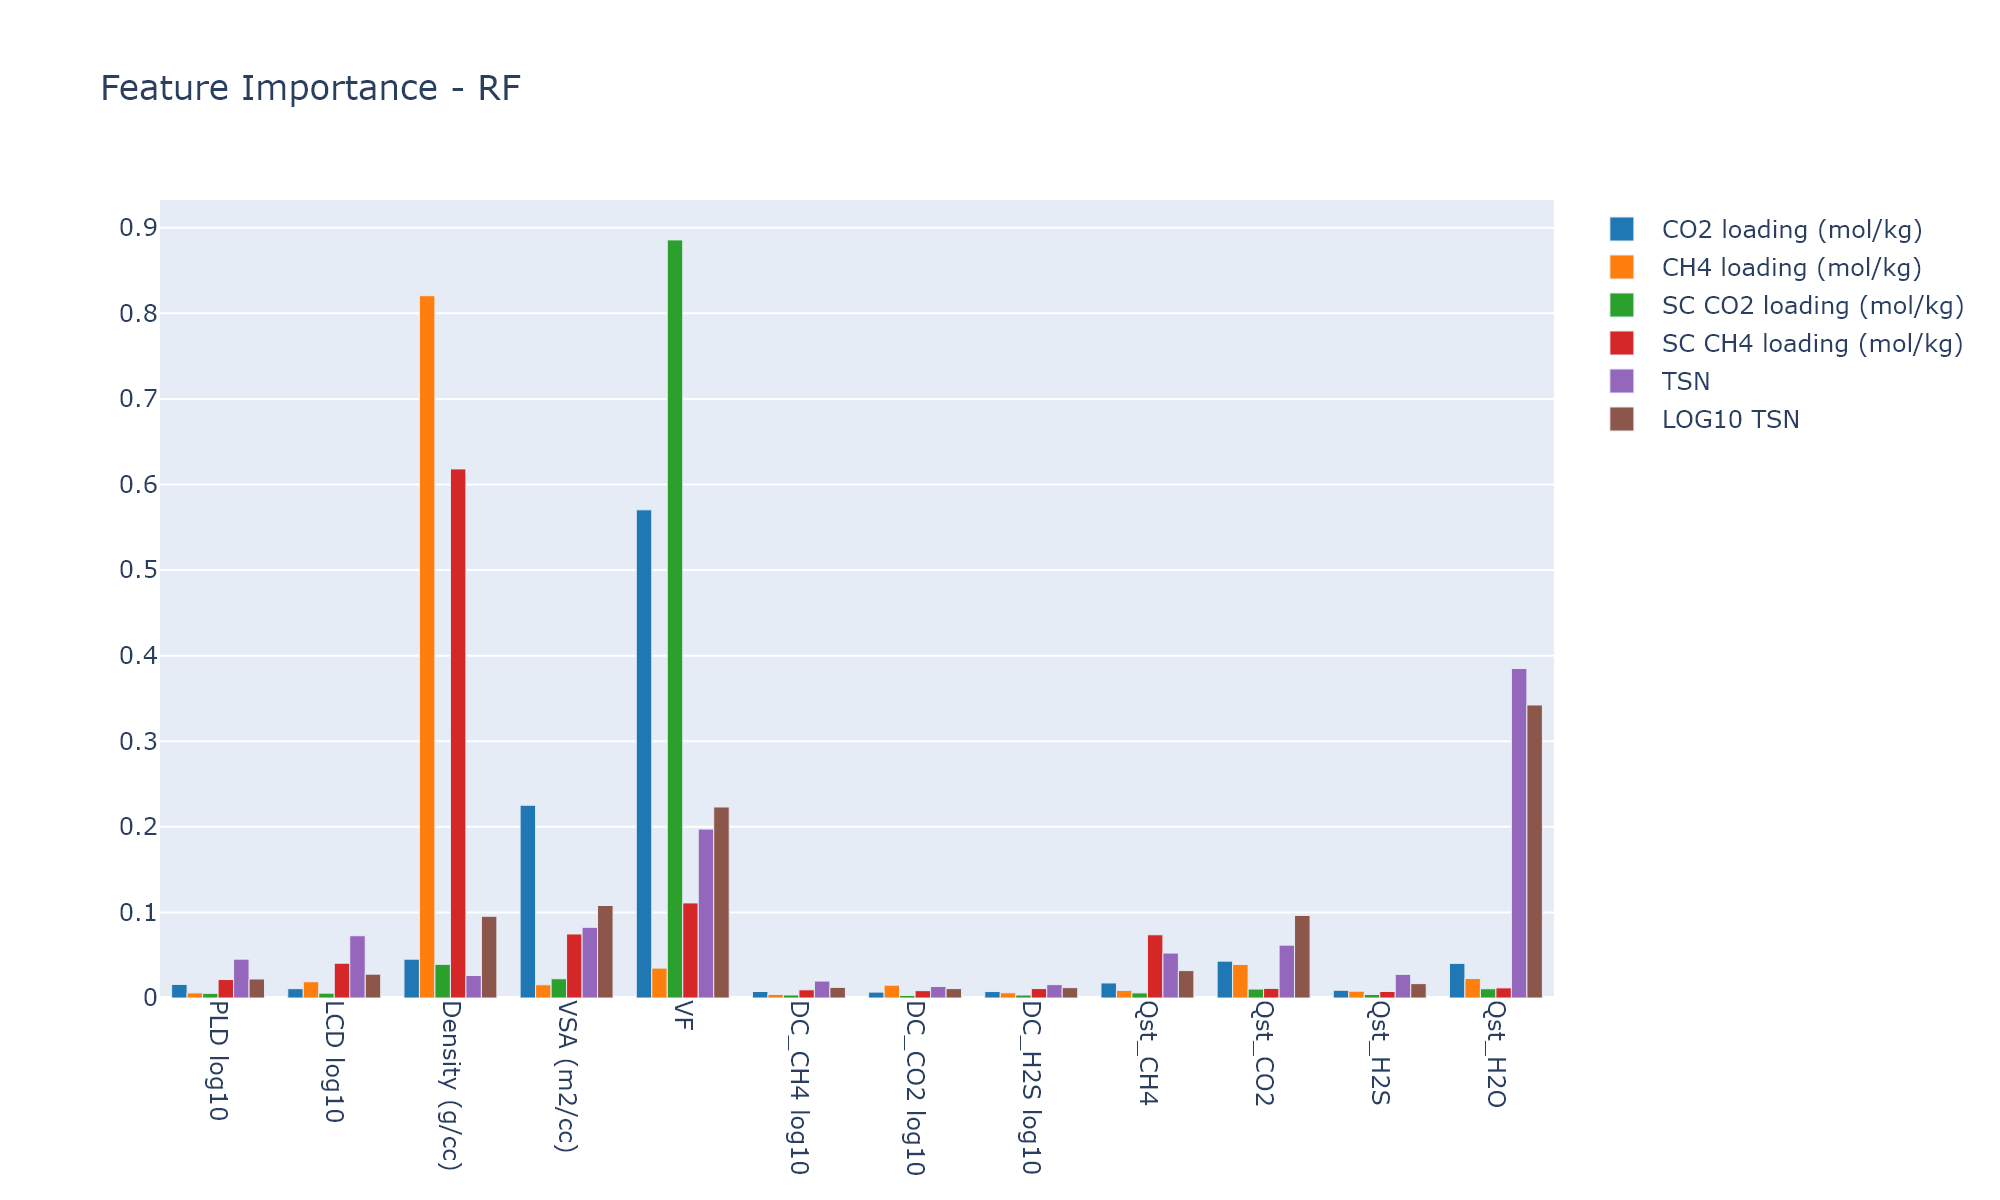 Feature Importance - RF
0.9
0.8
0.7
0.6
0.5
0.4
0.3
0.2
0.1
0
PLD log10
LCD log10
Density (g/cc)
VSA (m2/cc)
VF
DC_CH4 log10
DC_CO2 log10
DC_H2S log10
Qst_CH4
Qst_CO2
Qst_H2S
Qst_H2O
CO2 loading (mol/kg)
CH4 loading (mol/kg)
SC CO2 loading (mol/kg)
SC CH4 loading (mol/kg)
TSN
LOG10 TSN